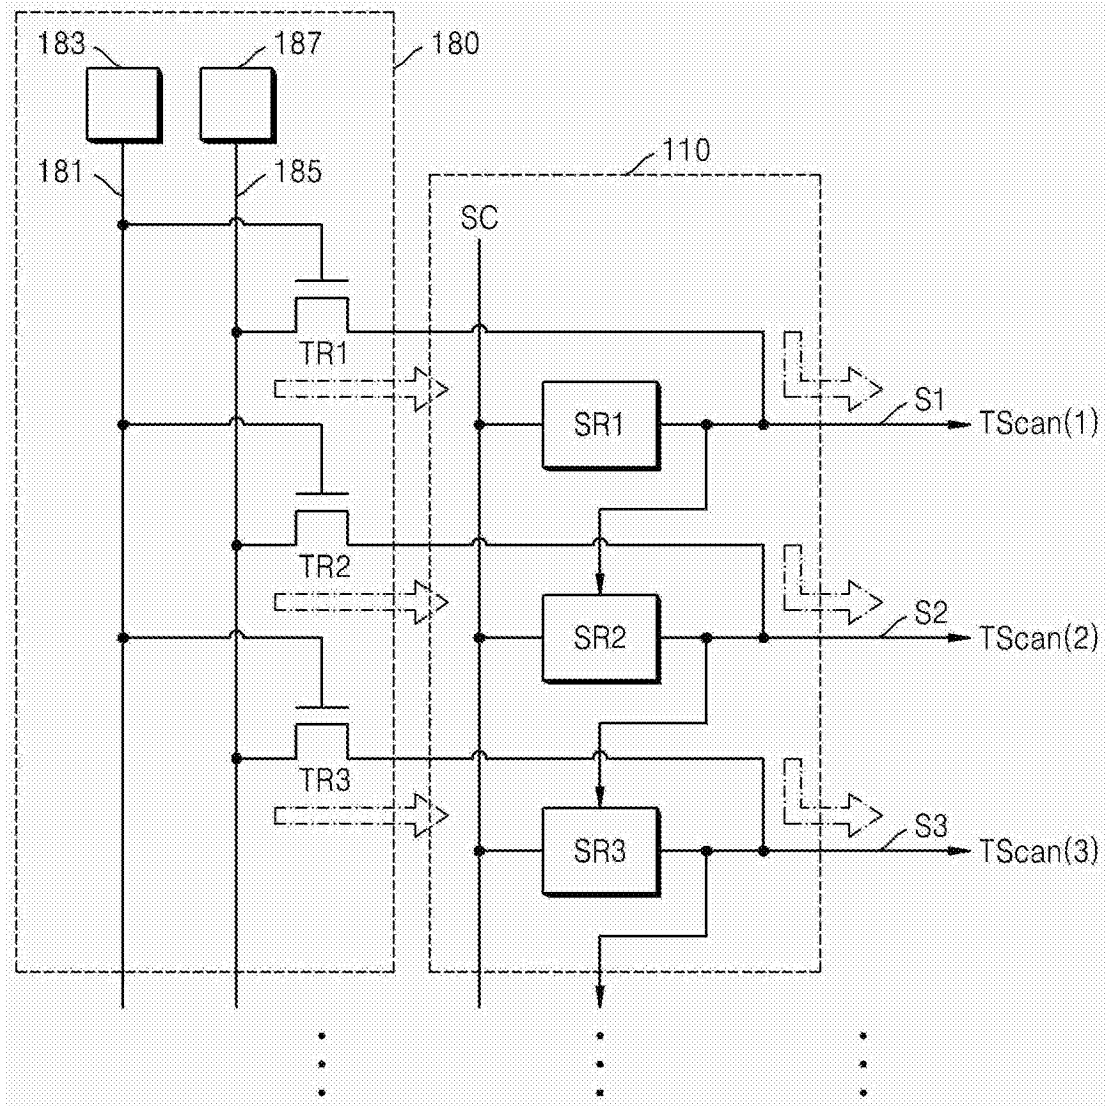 183
187
180
181
185
110
SC
TR1
S1
SR1
TScan(1)
TR2
S2
SR2
TScan(2)
TR3
S3
SR3
TScan(3)